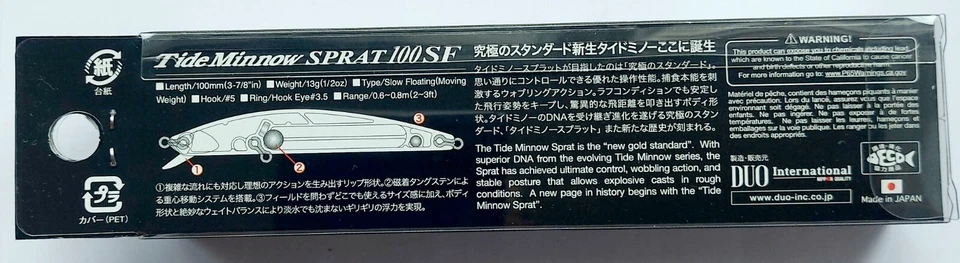 紙
台紙
プラ
カバー (PET)
Tide Minnow SPRAT 100SF
■Length/100mm(3-7/8"in) ■Weight/13g(1/2oz) ■Type/Slow Floating(Moving
Weight) ■Hook/#5 ■Ring/Hook Eye#3.5 ■Range/0.6~0.8m(2~3ft)
③
①
②
①複雑な流れにも対応し理想のアクションを生み出すリップ形状。②磁着タングステンによ
る重心移動システムを搭載。③フィールドを問わずどこでも使えるサイズ感に加え、ボディ
形状と絶妙なウェイトバランスにより淡水でも沈まないギリギリの浮力を実現。
究極のスタンダード新生タイドミノーここに誕生
タイドミノースプラットが目指したのは「究極のスタンダード」。
思い通りにコントロールできる優れた操作性能。捕食本能を刺
激するウォブリングアクション。ラフコンディションでも安定し
た飛行姿勢をキープし、驚異的な飛距離を叩き出すボディ形
状。タイドミノーのDNAを受け継ぎ進化を遂げる究極のスタン
ダード、「タイドミノースプラット」また新たな歴史が刻まれる。
The Tide Minnow Sprat is the "new gold standard". With
superior DNA from the evolving Tide Minnow series, the
Sprat has achieved ultimate control, wobbling action, and
stable posture that allows explosive casts in rough
conditions. A new page in history begins with the "Tide
Minnow Sprat".
⚠WARNING!
This product can expose you to chemicals including lead,
which are known to the State of California to cause cancer
and birth defects or other reproductive harm.
For more information go to: www.P65Warnings.ca.gov
Matériel de pêche, contient des hameçons piquants à manier
avec précaution. Lors du lancé, assurez vous que l'espace
environnant soit dégagé. Ne pas laisser à la portée des
enfants. Ne pas ingérer. Ne pas exposer à de fortes
températures. Ne pas laisser les leurres, hameçons et
emballages sur la voie publique. Les ranger ou les jeter dans
des endroits appropriés.
製造・販売元
DUO International
NIPPON QUALITY
www.duo-inc.co.jp
Made in JAPAN